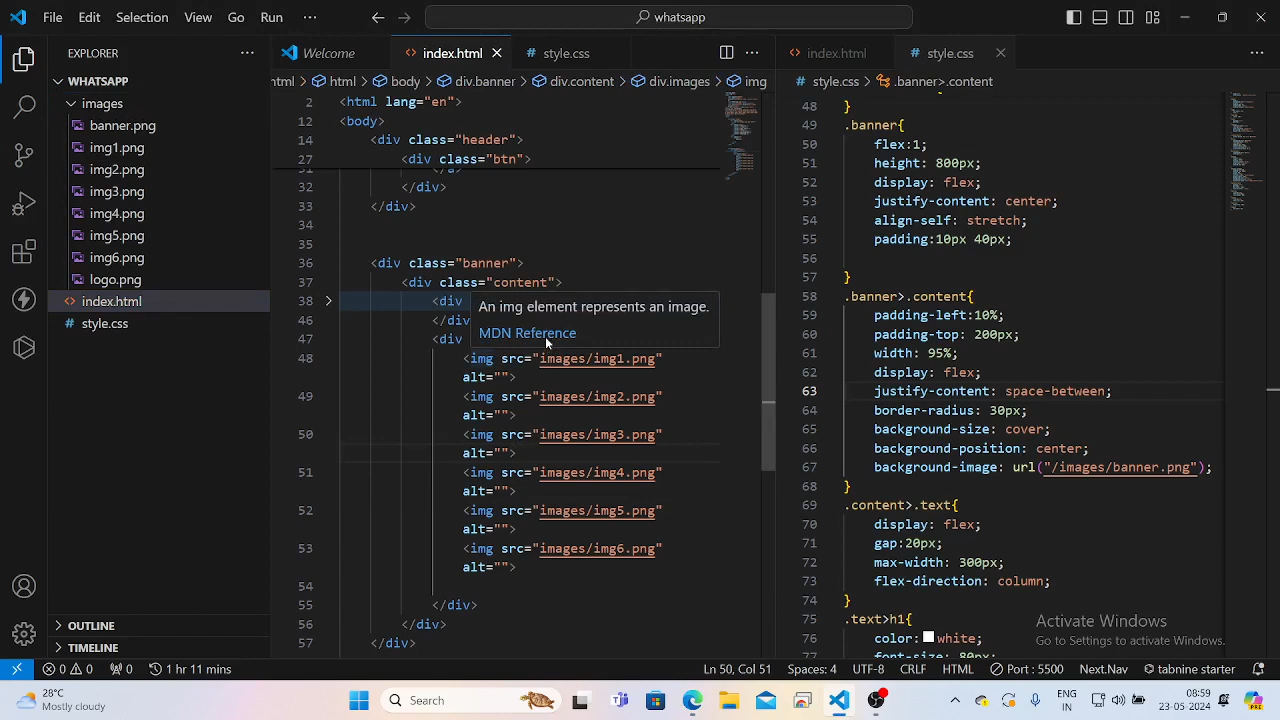 File Edit Selection View Go Run ··· whatsapp
EXPLORER ···
WHATSAPP
images
banner.png
img1.png
img2.png
img3.png
img4.png
img5.png
img6.png
logo.png
index.html
style.css
OUTLINE
TIMELINE
Welcome index.html style.css
html > body > div.banner > div.content > div.images > img
2 <html lang="en">
12 <body>
14 <div class="header">
27 <div class="btn">
32 </div>
33 </div>
34
35
36 <div class="banner">
37 <div class="content">
38 <div
46 </div
47 <div
An img element represents an image.
MDN Reference
48 <img src="images/img1.png"
alt="">
49 <img src="images/img2.png"
alt="">
50 <img src="images/img3.png"
alt="">
51 <img src="images/img4.png"
alt="">
52 <img src="images/img5.png"
alt="">
53 <img src="images/img6.png"
alt="">
54
55 </div>
56 </div>
57 </div>
index.html style.css
style.css > .banner>.content
48 }
49 .banner{
50 flex:1;
51 height: 800px;
52 display: flex;
53 justify-content: center;
54 align-self: stretch;
55 padding:10px 40px;
56
57 }
58 .banner>.content{
59 padding-left:10%;
60 padding-top: 200px;
61 width: 95%;
62 display: flex;
63 justify-content: space-between;
64 border-radius: 30px;
65 background-size: cover;
66 background-position: center;
67 background-image: url("/images/banner.png");
68 }
69 .content>.text{
70 display: flex;
71 gap:20px;
72 max-width: 300px;
73 flex-direction: column;
74 }
75 .text>h1{
76 color: white;
77 font-size: 80px
Activate Windows
Go to Settings to activate Windows.
0 0 0 1 hr 11 mins Ln 50, Col 51 Spaces: 4 UTF-8 CRLF HTML Port : 5500 Next.Nav tabnine starter
28°C
Mostly cloudy
Search
ENG
IN
08:59
23-05-2024